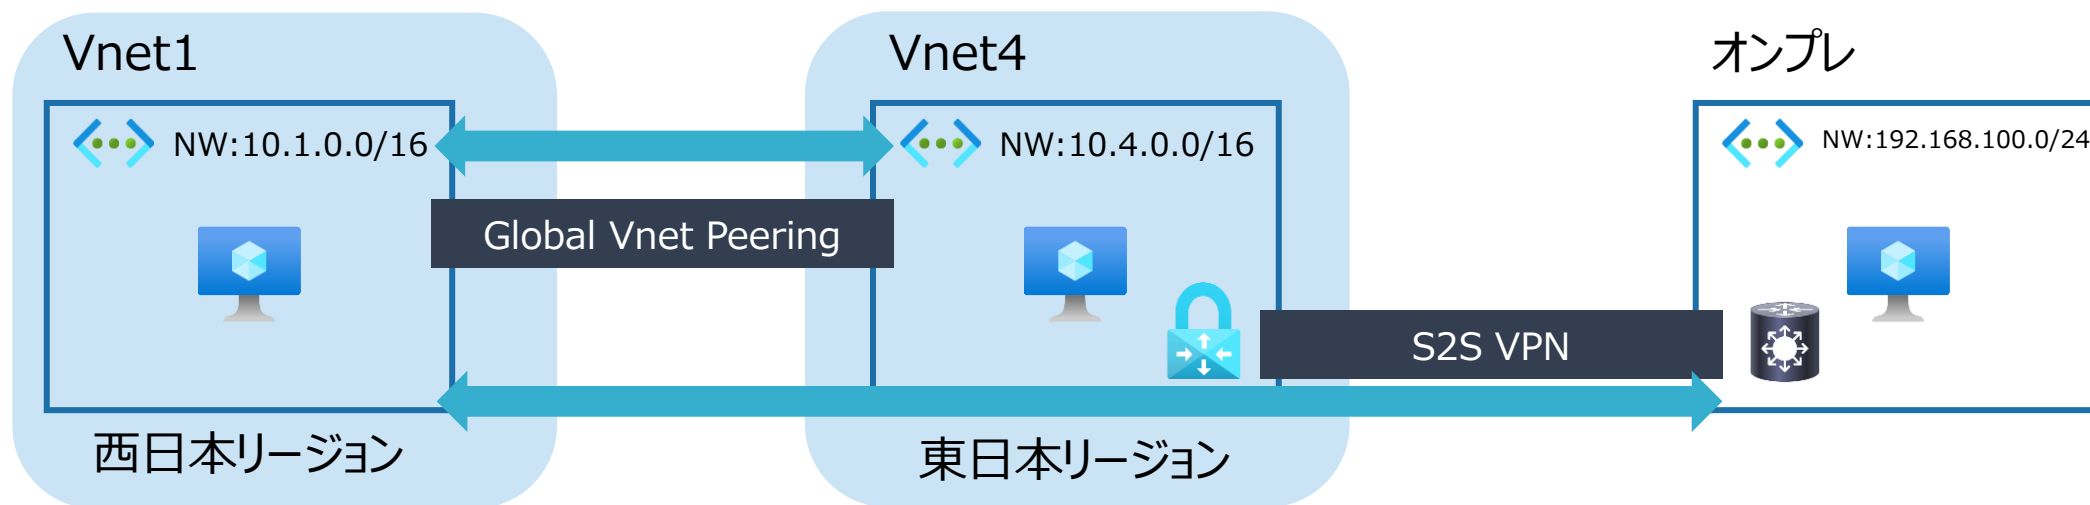 Vnet1
Vnet4
オンプレ
NW:10.1.0.0/16
NW:10.4.0.0/16
NW:192.168.100.0/24
Global Vnet Peering
S2S VPN
西日本リージョン
東日本リージョン